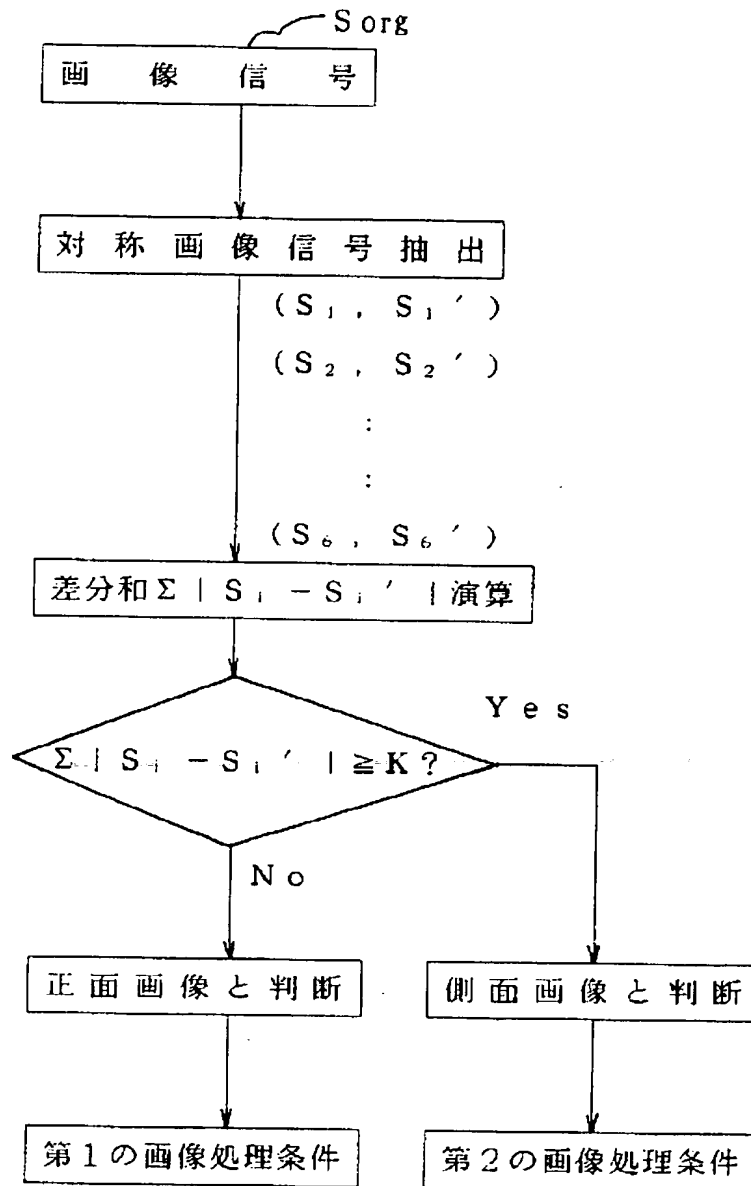 Sorg
画像信号
対称画像信号抽出
(S₁, S₁′)
(S₂, S₂′)
:
:
(S₆, S₆′)
差分和Σ|Sᵢ−Sᵢ′|演算
Σ|Sᵢ−Sᵢ′|≧K?
Yes
No
正面画像と判断
側面画像と判断
第1の画像処理条件
第2の画像処理条件